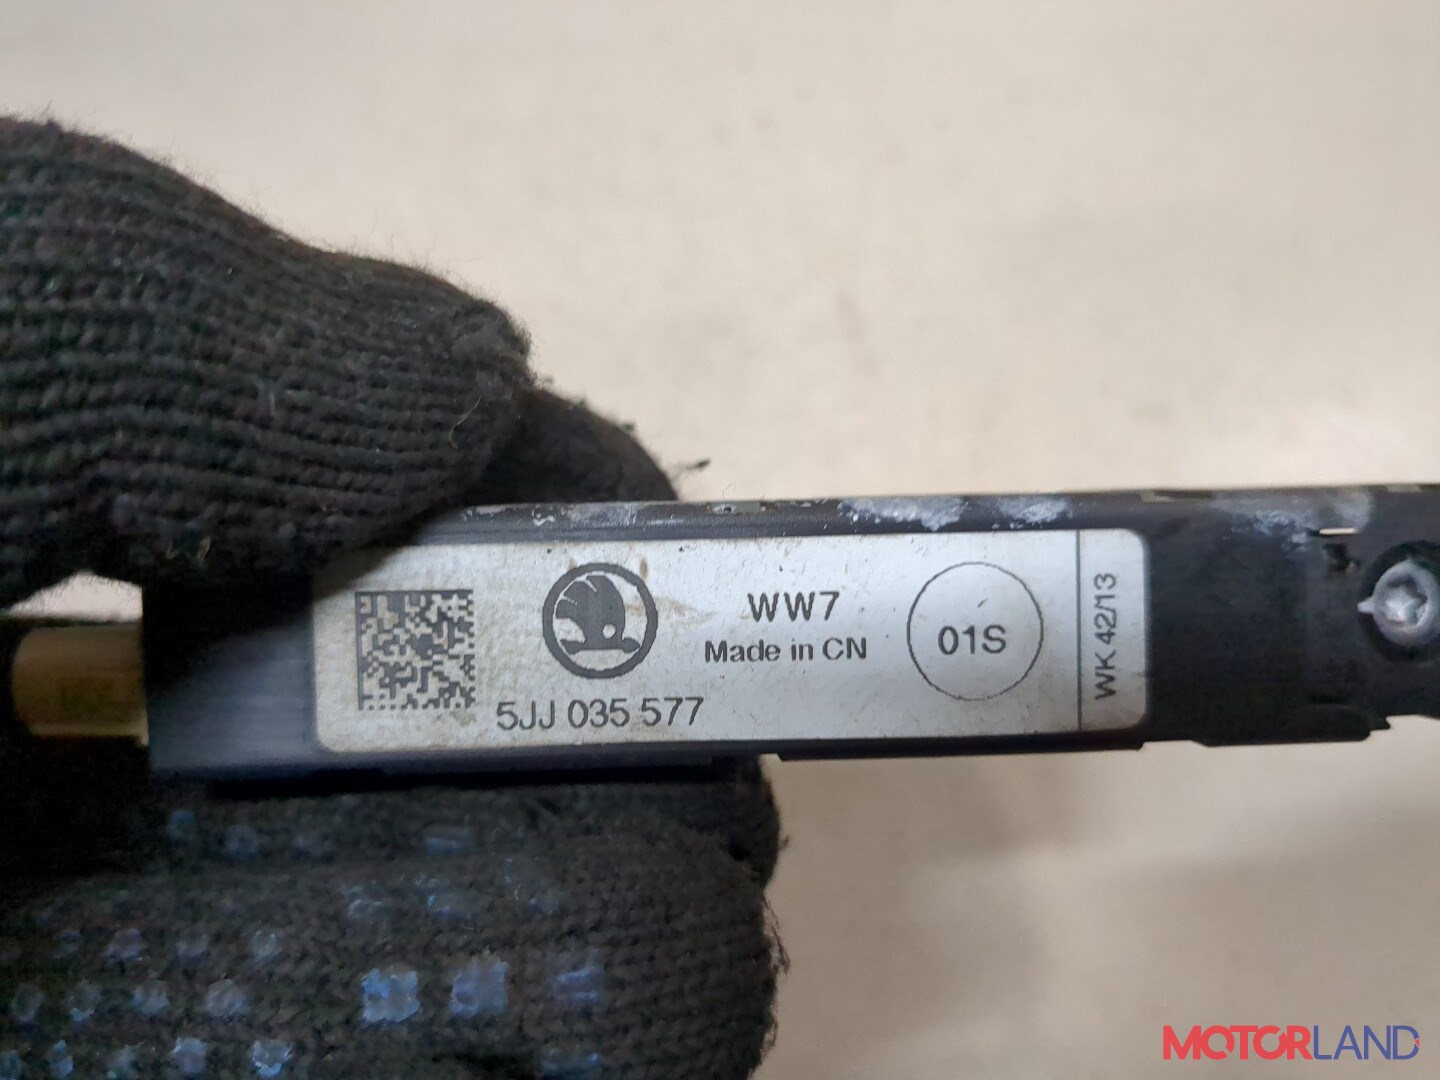 WW7
Made in CN
5JJ 035 577
01S
WK 42/13
MOTORLAND